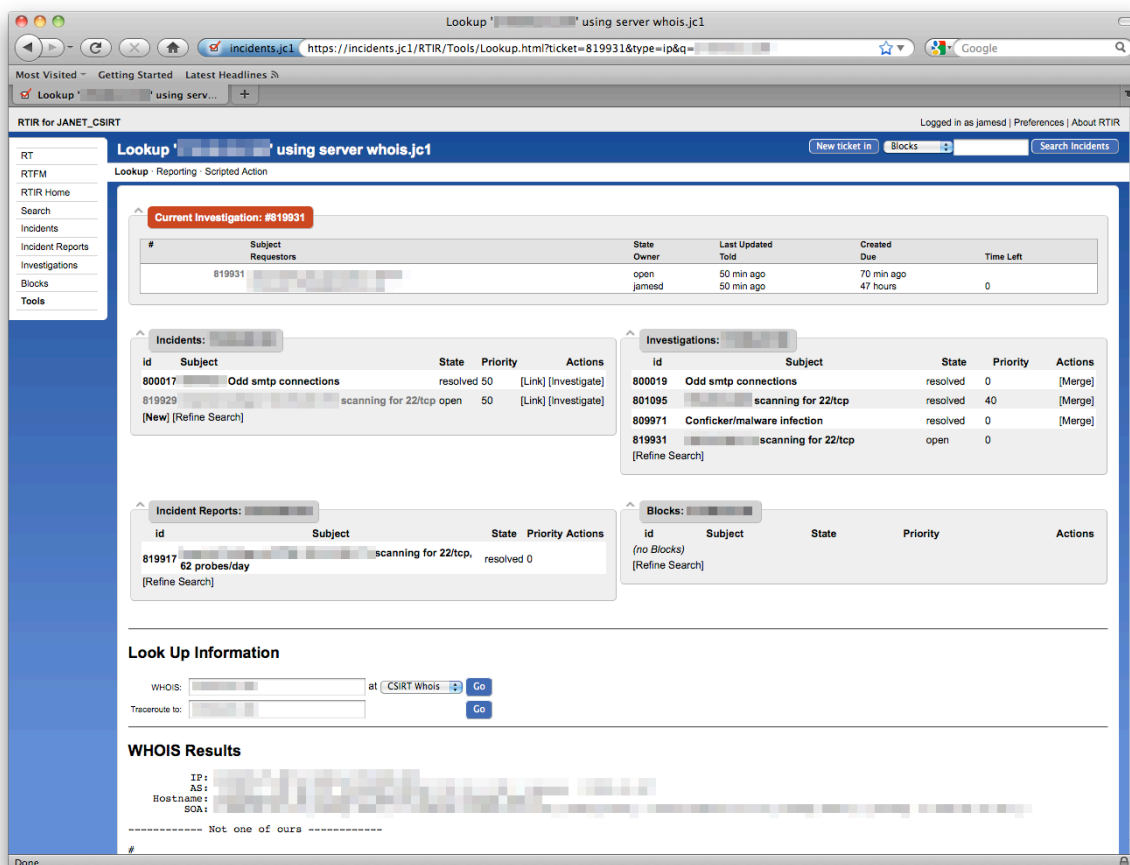 Lookup ' ' using server whois.jc1
incidents.jc1 https://incidents.jc1/RTIR/Tools/Lookup.html?ticket=819931&type=ip&q= Google
Most Visited Getting Started Latest Headlines
Lookup ' ' using serv... +
RTIR for JANET_CSIRT Logged in as jamesd | Preferences | About RTIR
Lookup ' ' using server whois.jc1 New ticket in Blocks Search Incidents
Lookup · Reporting · Scripted Action
RT
RTFM
RTIR Home
Search
Incidents
Incident Reports
Investigations
Blocks
Tools
Current Investigation: #819931
# Subject State Last Updated Created
Requestors Owner Told Due Time Left
819931 open 50 min ago 70 min ago
jamesd 50 min ago 47 hours 0
Incidents:
id Subject State Priority Actions
800017 Odd smtp connections resolved 50 [Link] [Investigate]
819929 scanning for 22/tcp open 50 [Link] [Investigate]
[New] [Refine Search]
Investigations:
id Subject State Priority Actions
800019 Odd smtp connections resolved 0 [Merge]
801095 scanning for 22/tcp resolved 40 [Merge]
809971 Conficker/malware infection resolved 0 [Merge]
819931 scanning for 22/tcp open 0
[Refine Search]
Incident Reports:
id Subject State Priority Actions
819917 scanning for 22/tcp, resolved 0
62 probes/day
[Refine Search]
Blocks:
id Subject State Priority Actions
(no Blocks)
[Refine Search]
Look Up Information
WHOIS: at CSIRT Whois Go
Traceroute to: Go
WHOIS Results
IP:
AS:
Hostname:
SOA:
------------ Not one of ours ------------
#
Done